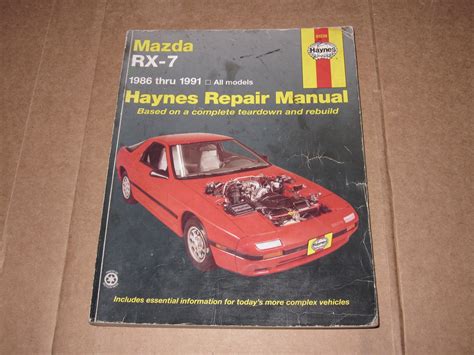 Mazda
RX-7
1986 thru 1991 □ All models
Haynes
Haynes Repair Manual
Based on a complete teardown and rebuild
Haynes
Includes essential information for today's more complex vehicles